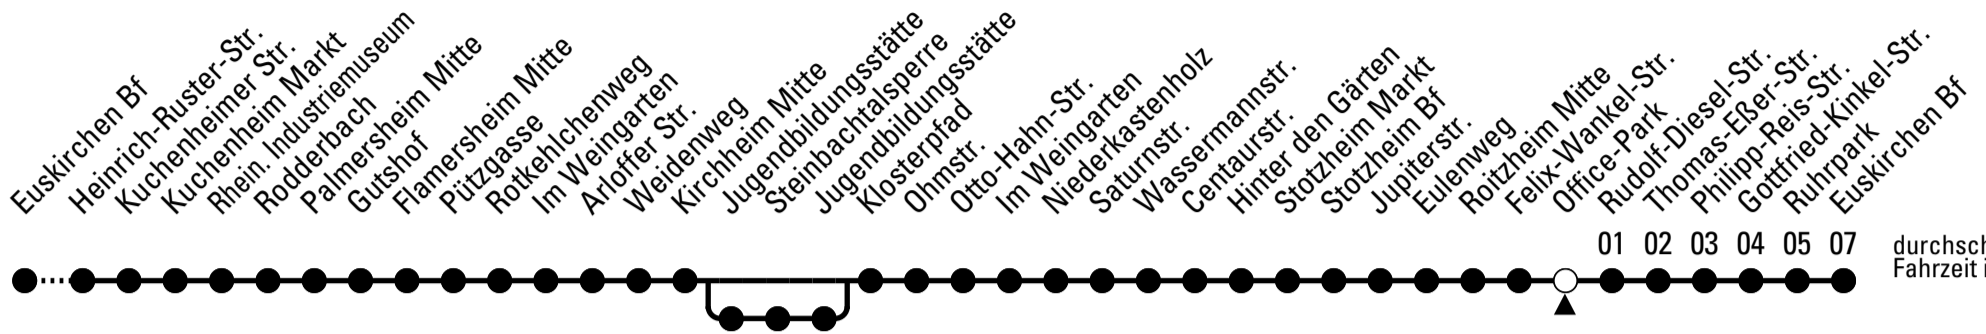 Euskirchen Bf
Heinrich-Ruster-Str.
Kuchenheimer Str.
Kuchenheim Markt
Rhein. Industriemuseum
Rodderbach
Palmersheim Mitte
Gutshof
Flamersheim Mitte
Pützgasse
Rotkehlchenweg
Im Weingarten
Arloffer Str.
Weidenweg
Kirchheim Mitte
Jugendbildungsstätte
Steinbachtalsperre
Jugendbildungsstätte
Klosterpfad
Ohmstr.
Otto-Hahn-Str.
Im Weingarten
Niederkastenholz
Saturnstr.
Wassermannstr.
Centaurstr.
Hinter den Gärten
Stotzheim Markt
Stotzheim Bf
Jupiterstr.
Eulenweg
Roitzheim Mitte
Felix-Wankel-Str.
Office-Park
Rudolf-Diesel-Str.
Thomas-Eßer-Str.
Philipp-Reis-Str.
Gottfried-Kinkel-Str.
Ruhrpark
Euskirchen Bf
01 02 03 04 05 07
durchsch
Fahrzeit i